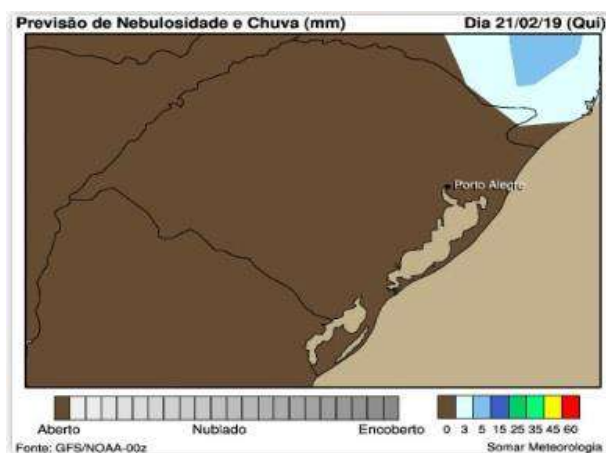 Previsão de Nebulosidade e Chuva (mm) Dia 21/02/19 (Qui)
Porto Alegre
0 3 5 15 25 35 45 60
Aberto Nublado Encoberto
Fonte: GFS/NOAA-00z Somar Meteorologia